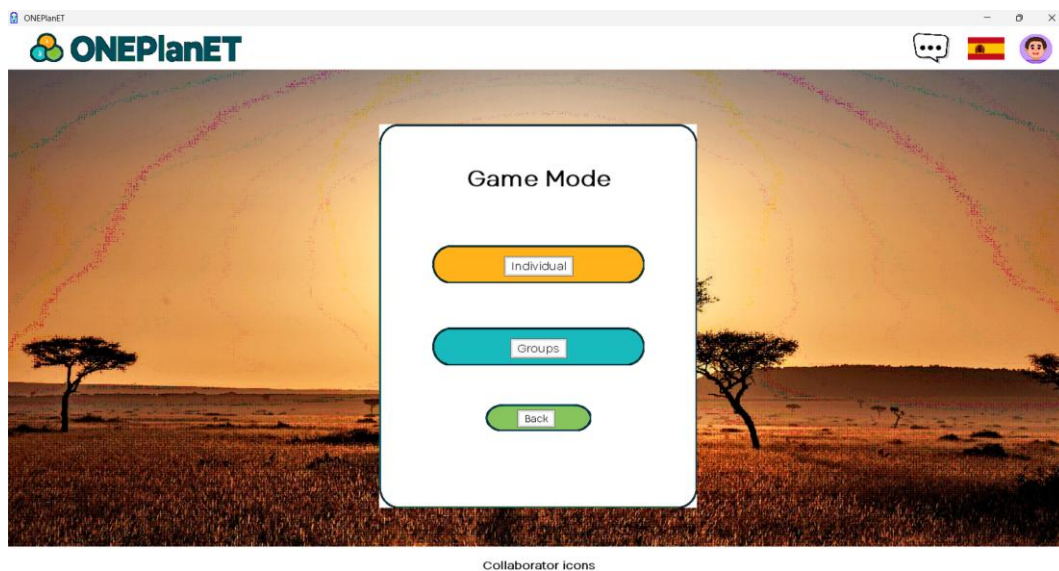 ONEPlanET
ONEPlanET
Game Mode
Individual
Groups
Back
Collaborator icons